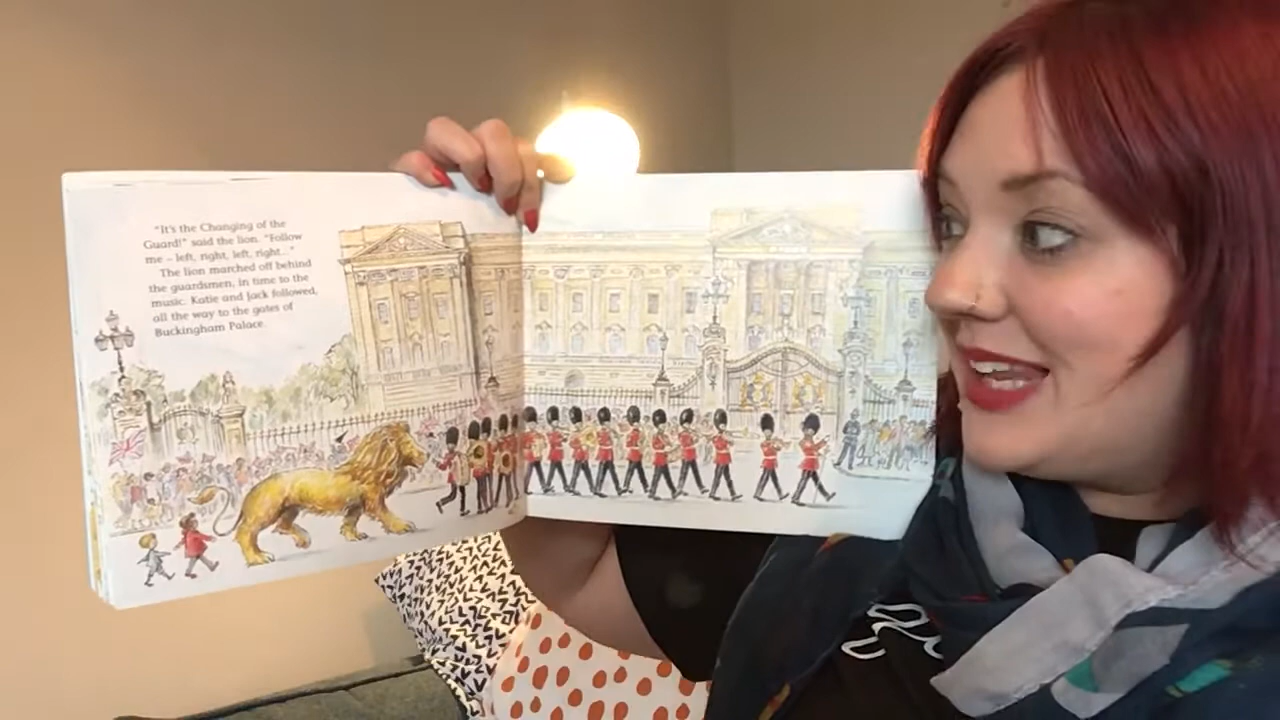 "It's the Changing of the
Guard!" said the lion. "Follow
me – left, right, left, right..."
The lion marched off behind
the guardsmen, in time to the
music. Katie and Jack followed,
all the way to the gates of
Buckingham Palace.